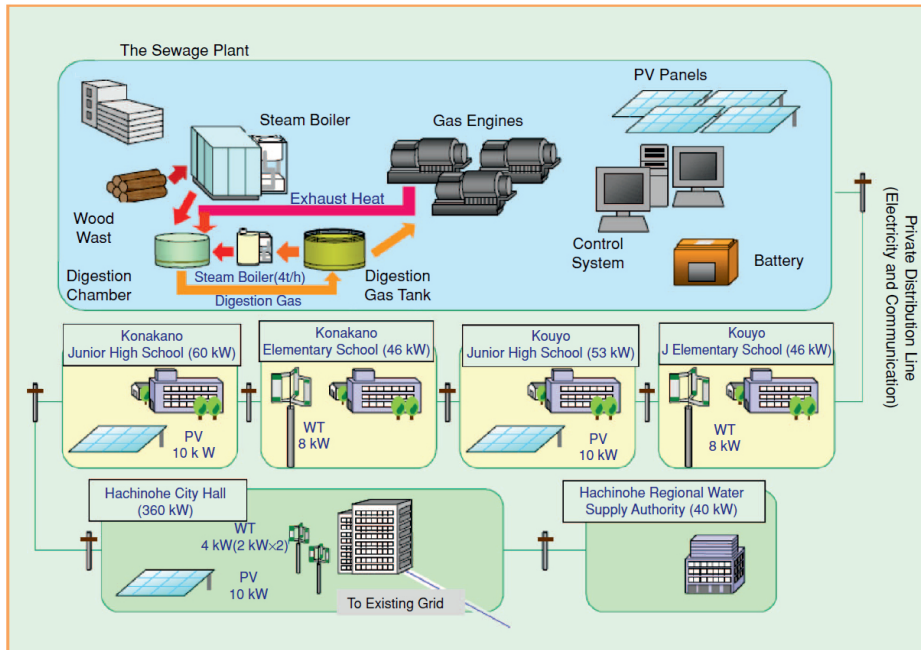 The Sewage Plant
PV Panels
Steam Boiler
Gas Engines
Exhaust Heat
Wood
Wast
Control
System
Battery
Digestion
Chamber
Steam Boiler(4t/h)
Digestion Gas
Digestion
Gas Tank
Private Distribution Line
(Electricity and Communication)
Konakano
Junior High School (60 kW)
PV
10 k W
Konakano
Elementary School (46 kW)
WT
8 kW
Kouyo
Junior High School (53 kW)
PV
10 kW
Kouyo
J Elementary School (46 kW)
WT
8 kW
Hachinohe City Hall
(360 kW)
WT
4 kW(2 kW×2)
PV
10 kW
To Existing Grid
Hachinohe Regional Water
Supply Authority (40 kW)